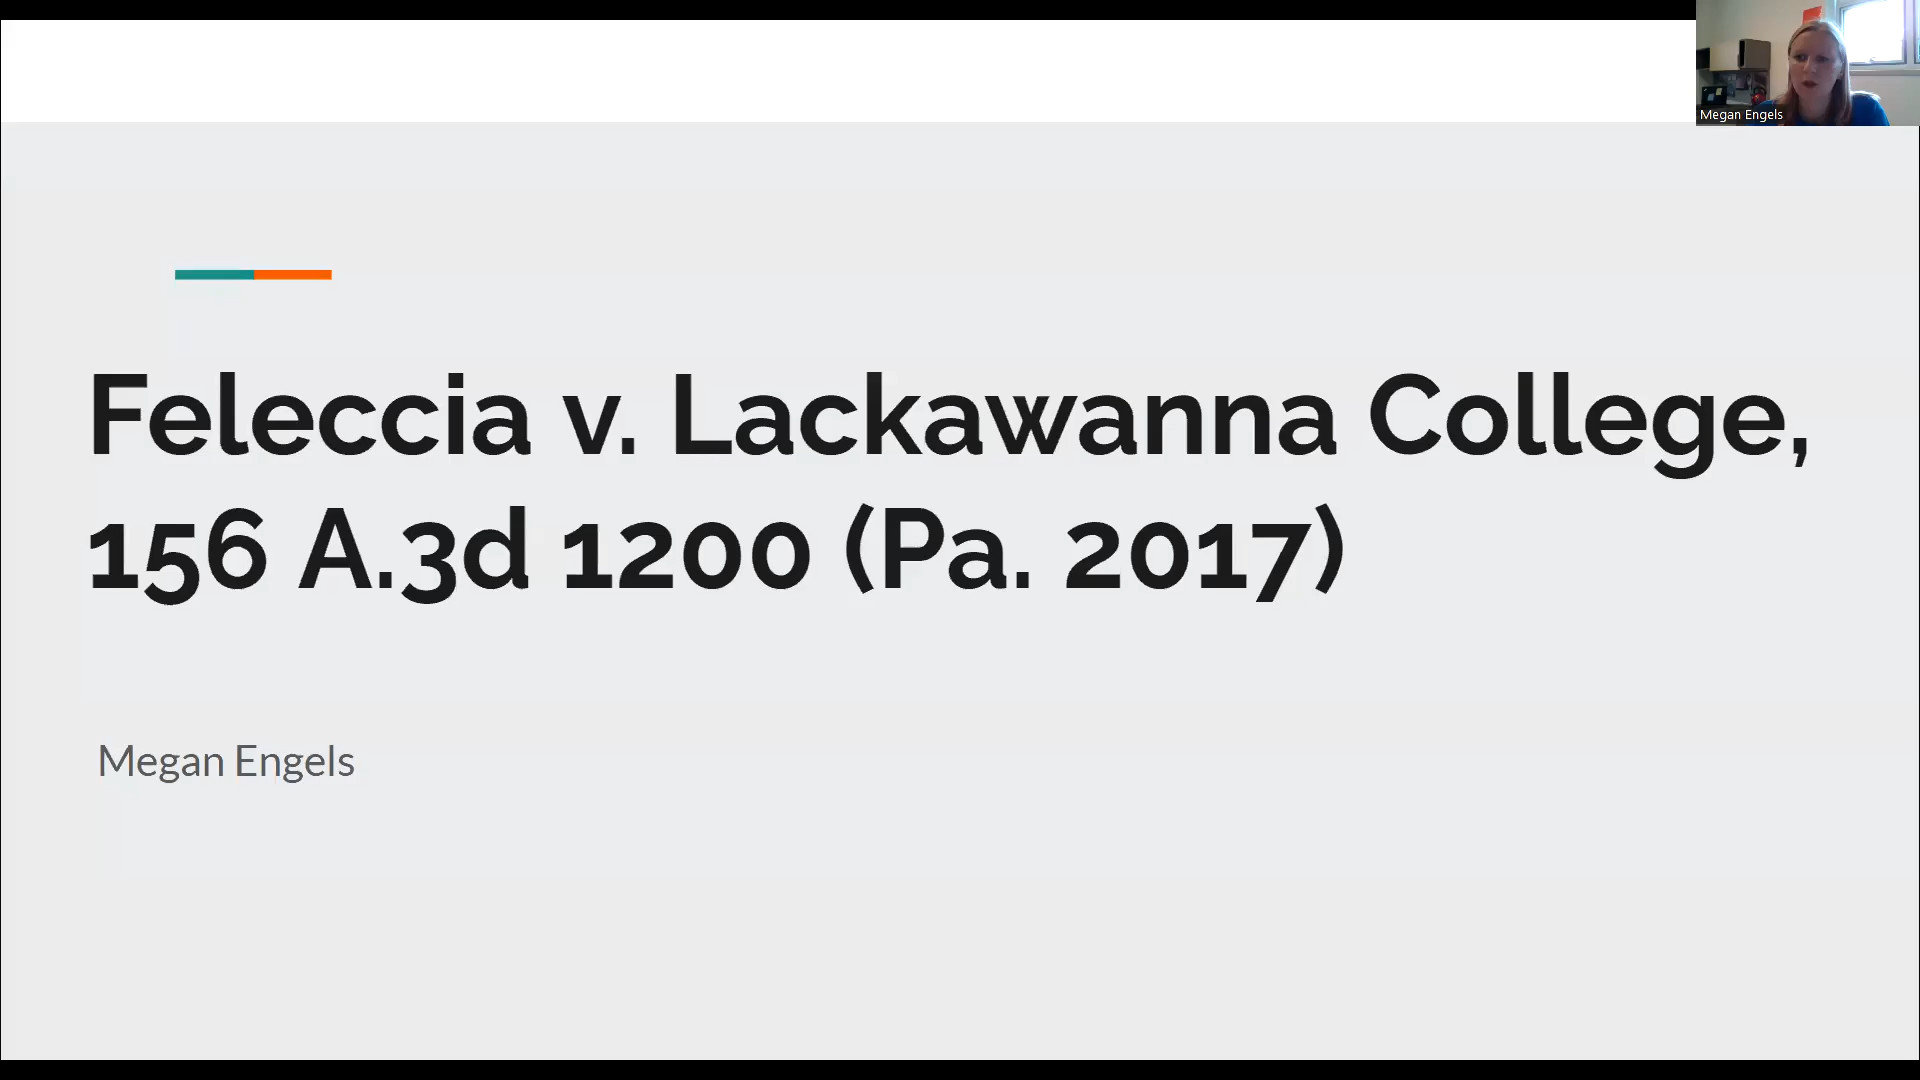 Megan Engels
Feleccia v. Lackawanna College,
156 A.3d 1200 (Pa. 2017)
Megan Engels